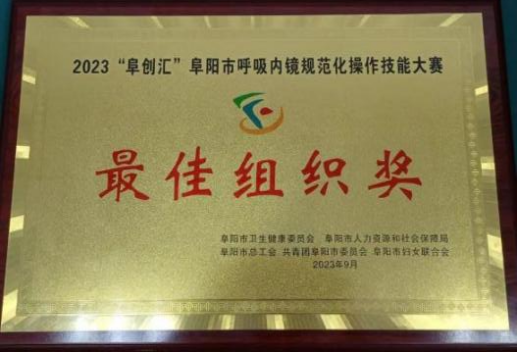 2023“阜创汇”阜阳市呼吸内镜规范化操作技能大赛
最佳组织奖
阜阳市卫生健康委员会 阜阳市人力资源和社会保障局
阜阳市总工会 共青团阜阳市委员会 阜阳市妇女联合会
2023年9月